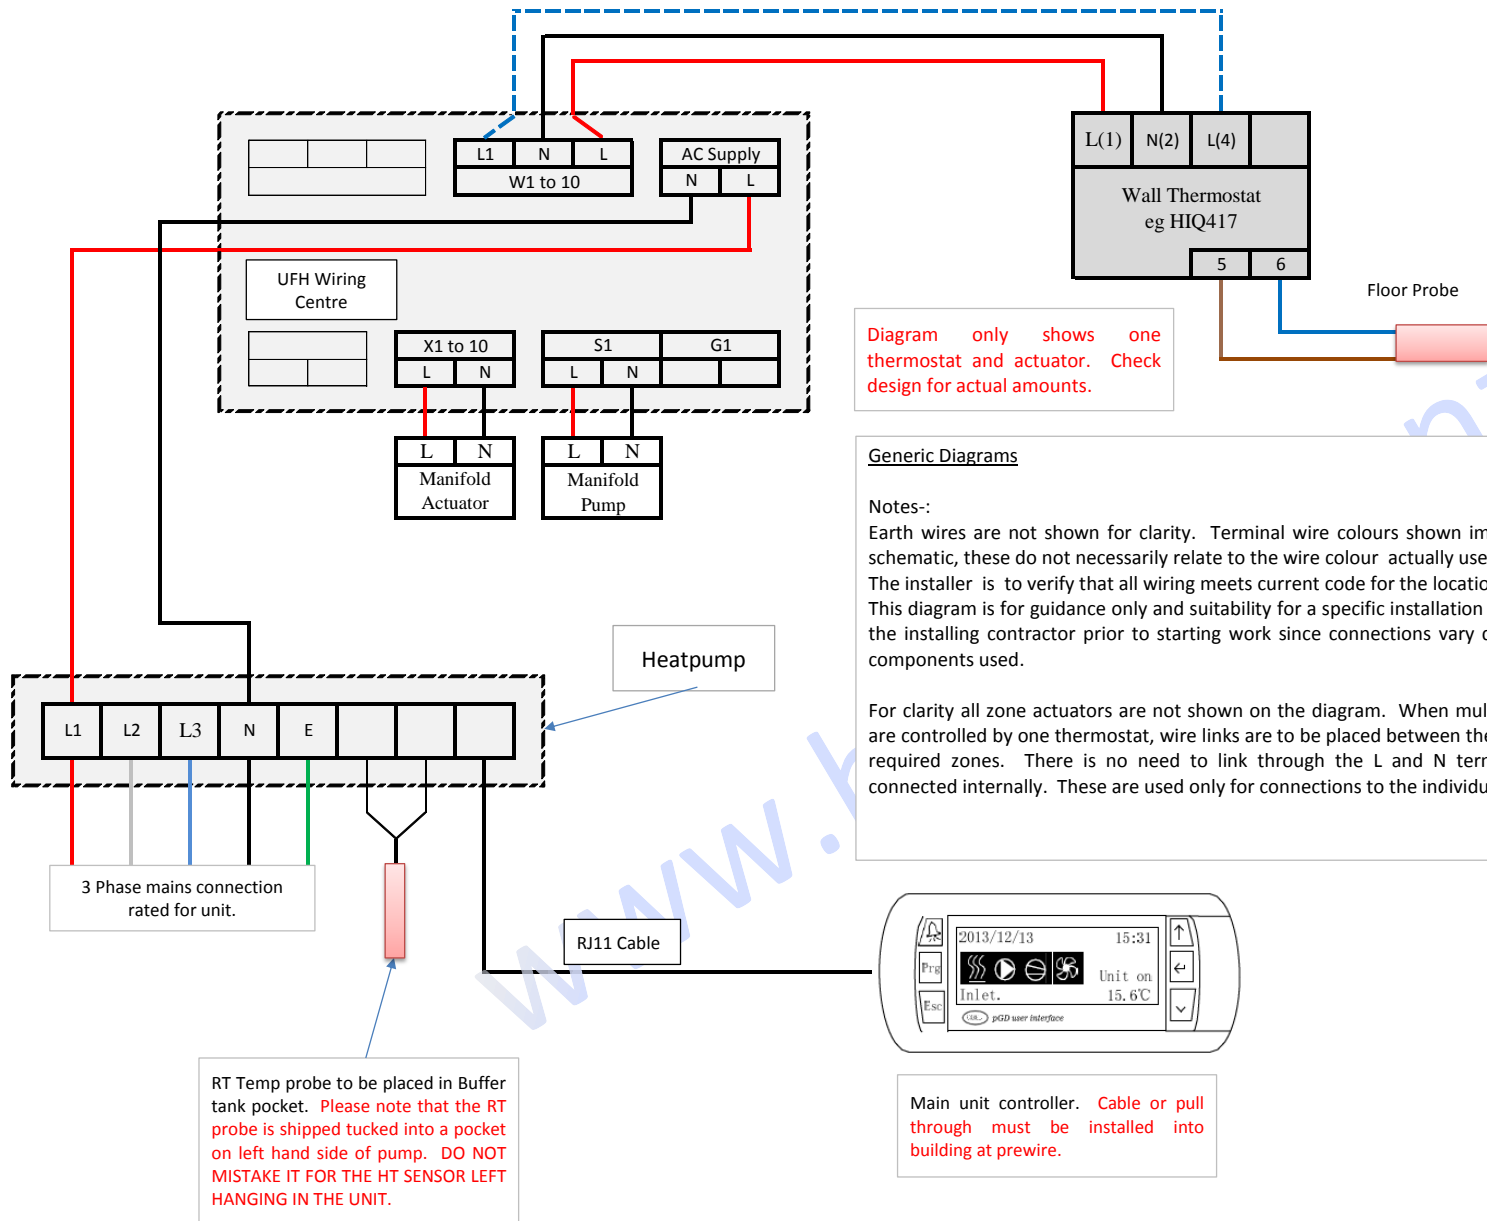 L1 N L
W1 to 10
AC Supply
N L
L(1) N(2) L(4)
Wall Thermostat
eg HIQ417
5 6
Floor Probe
UFH Wiring
Centre
X1 to 10
L N
S1 G1
L N
L N
Manifold
Actuator
L N
Manifold
Pump
Diagram only shows one
thermostat and actuator. Check
design for actual amounts.
Generic Diagrams
Notes-:
Earth wires are not shown for clarity. Terminal wire colours shown im
schematic, these do not necessarily relate to the wire colour actually use
The installer is to verify that all wiring meets current code for the locatio
This diagram is for guidance only and suitability for a specific installation
the installing contractor prior to starting work since connections vary
components used.
For clarity all zone actuators are not shown on the diagram. When mul
are controlled by one thermostat, wire links are to be placed between the
required zones. There is no need to link through the L and N term
connected internally. These are used only for connections to the individu
Heatpump
L1 L2 L3 N E
3 Phase mains connection
rated for unit.
RJ11 Cable
2013/12/13 15:31
Prg
Unit on
Esc
Inlet. 15.6℃
pGD user interface
RT Temp probe to be placed in Buffer
tank pocket. Please note that the RT
probe is shipped tucked into a pocket
on left hand side of pump. DO NOT
MISTAKE IT FOR THE HT SENSOR LEFT
HANGING IN THE UNIT.
Main unit controller. Cable or pull
through must be installed into
building at prewire.